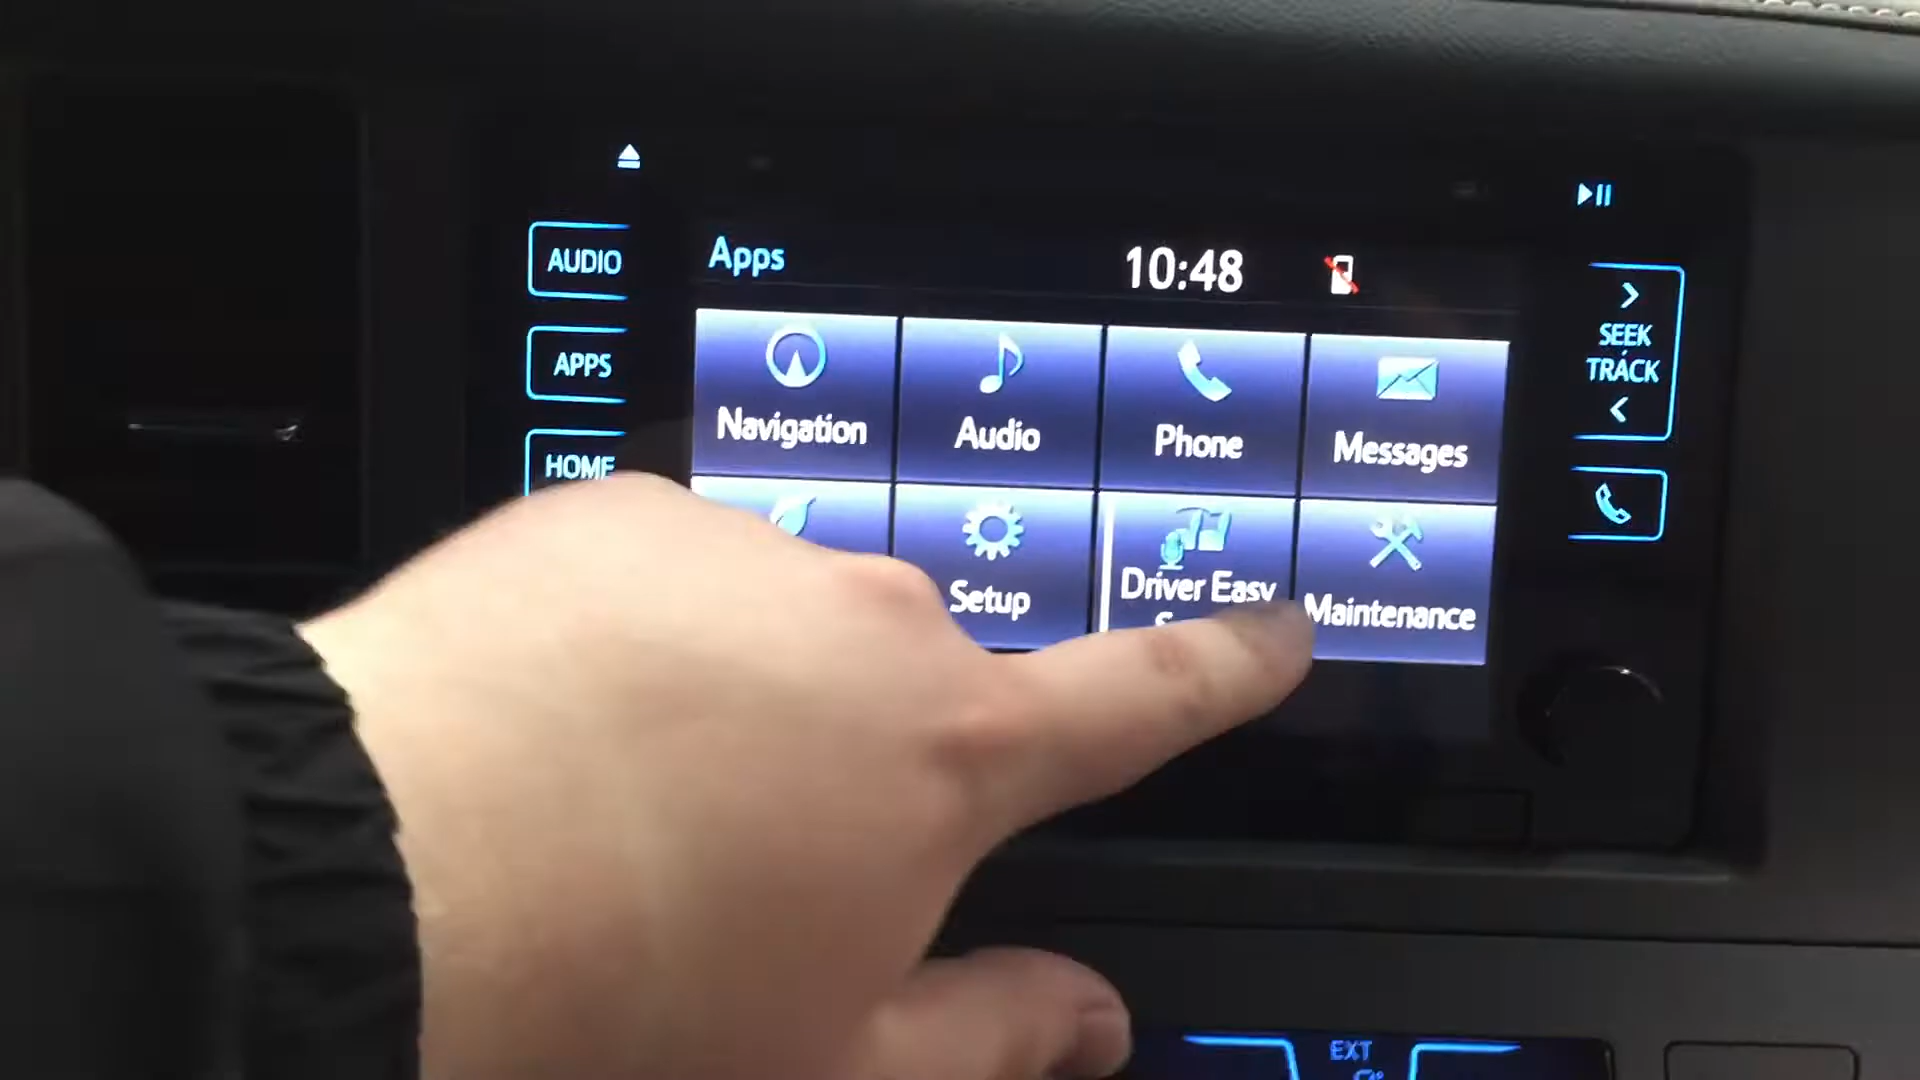 AUDIO
APPS
HOME
Apps
10:48
Navigation
Audio
Phone
Messages
Setup
Driver Easy
Maintenance
>
SEEK
TRACK
<
EXT